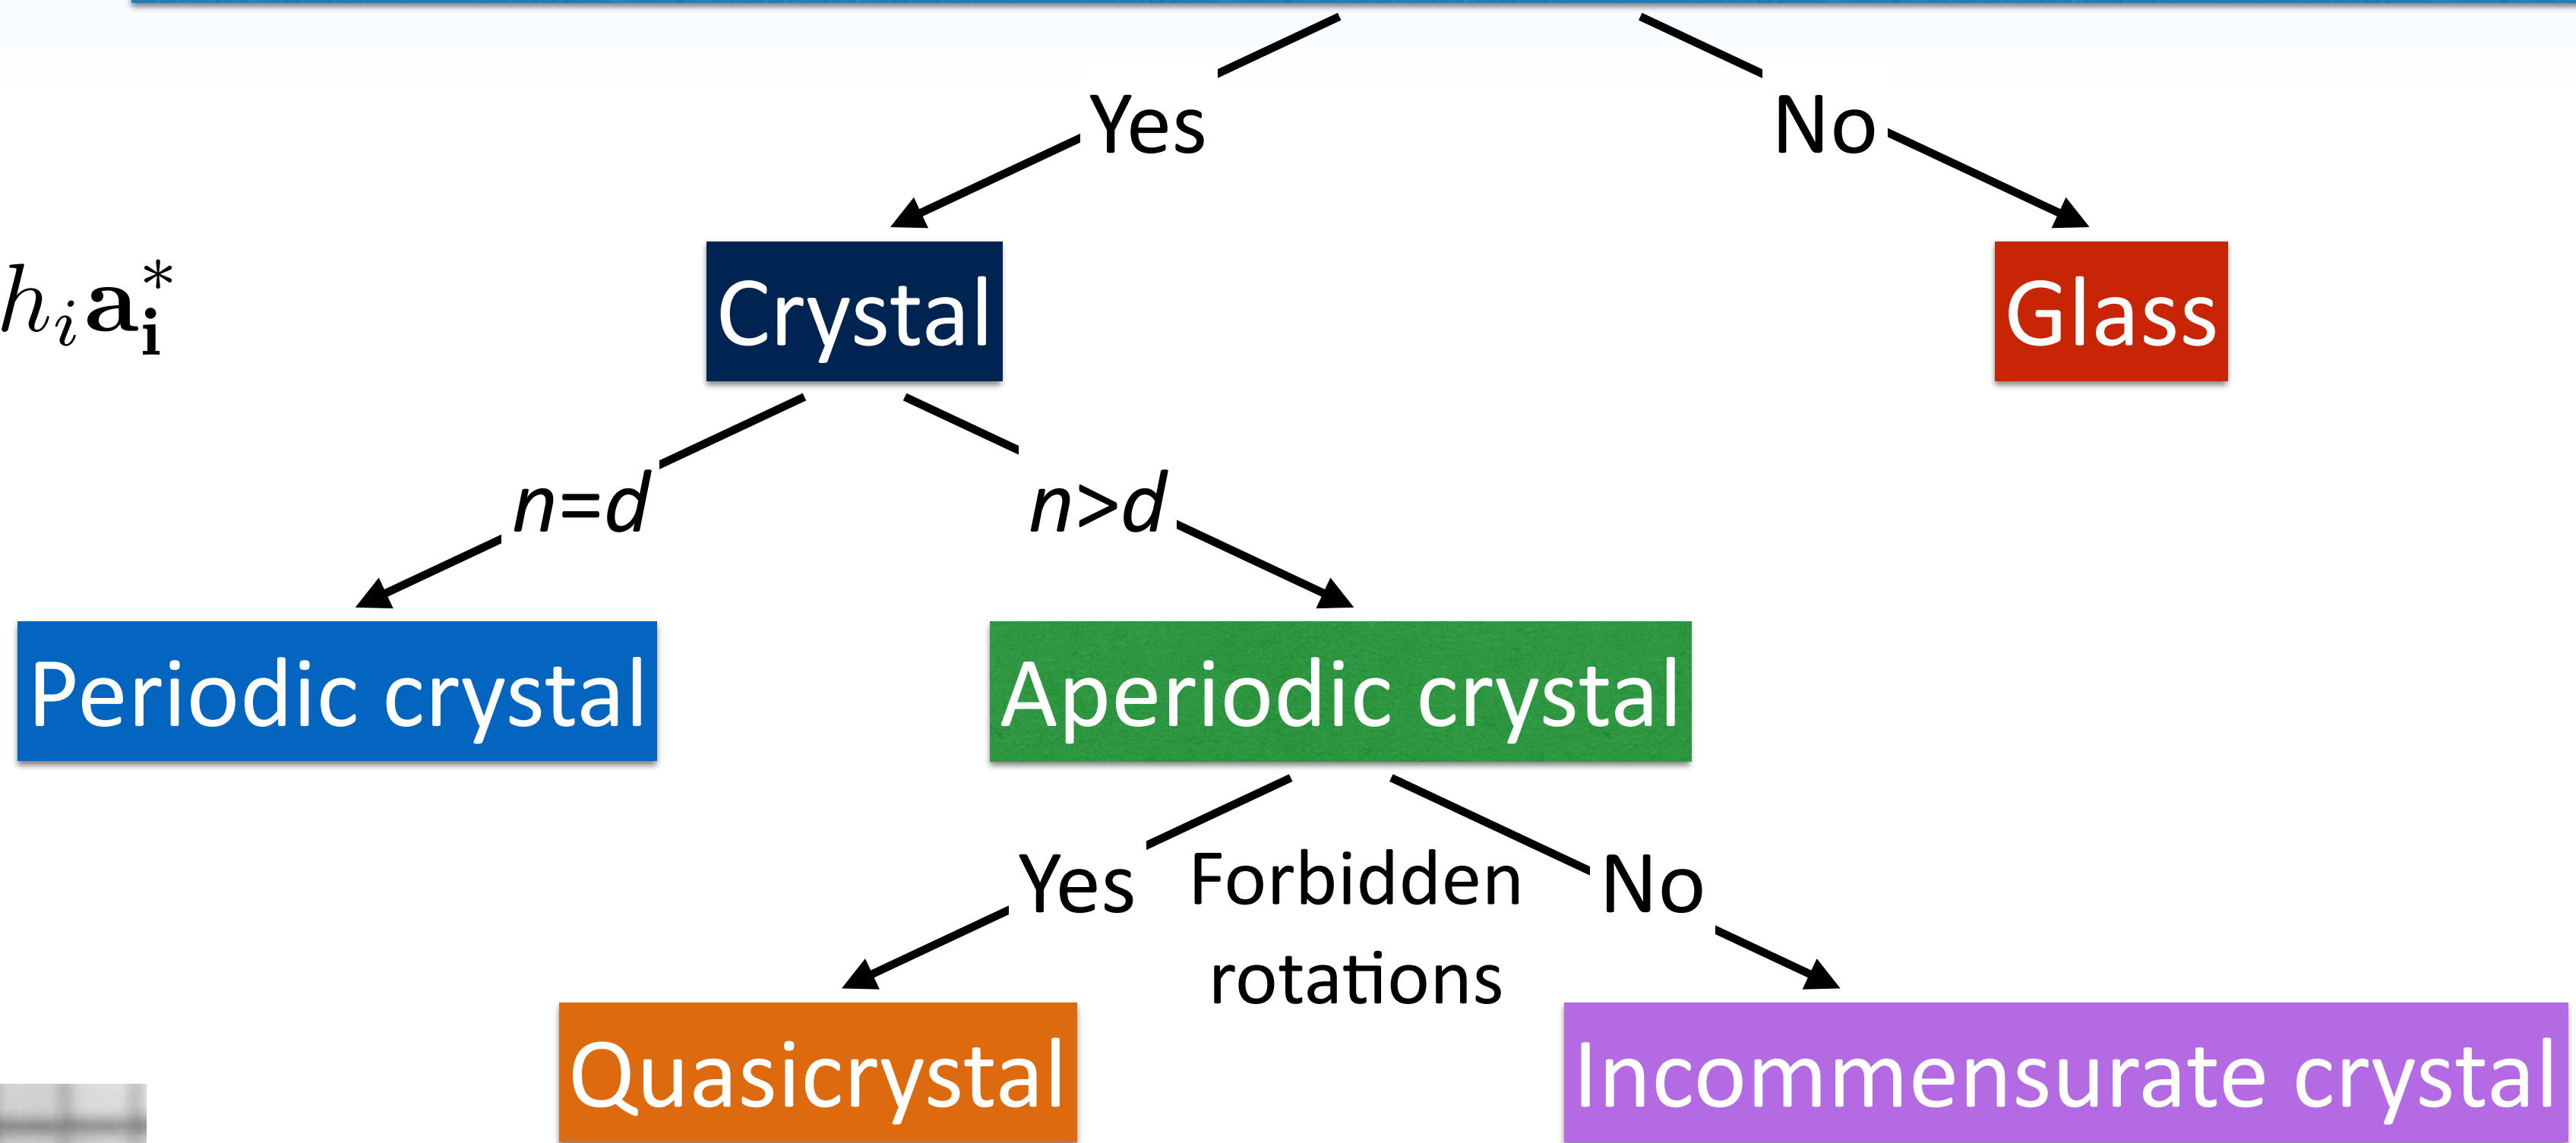 Yes No
h_i a_i^*
Crystal Glass
n=d n>d
Periodic crystal Aperiodic crystal
Yes Forbidden No
rotations
Quasicrystal Incommensurate crystal